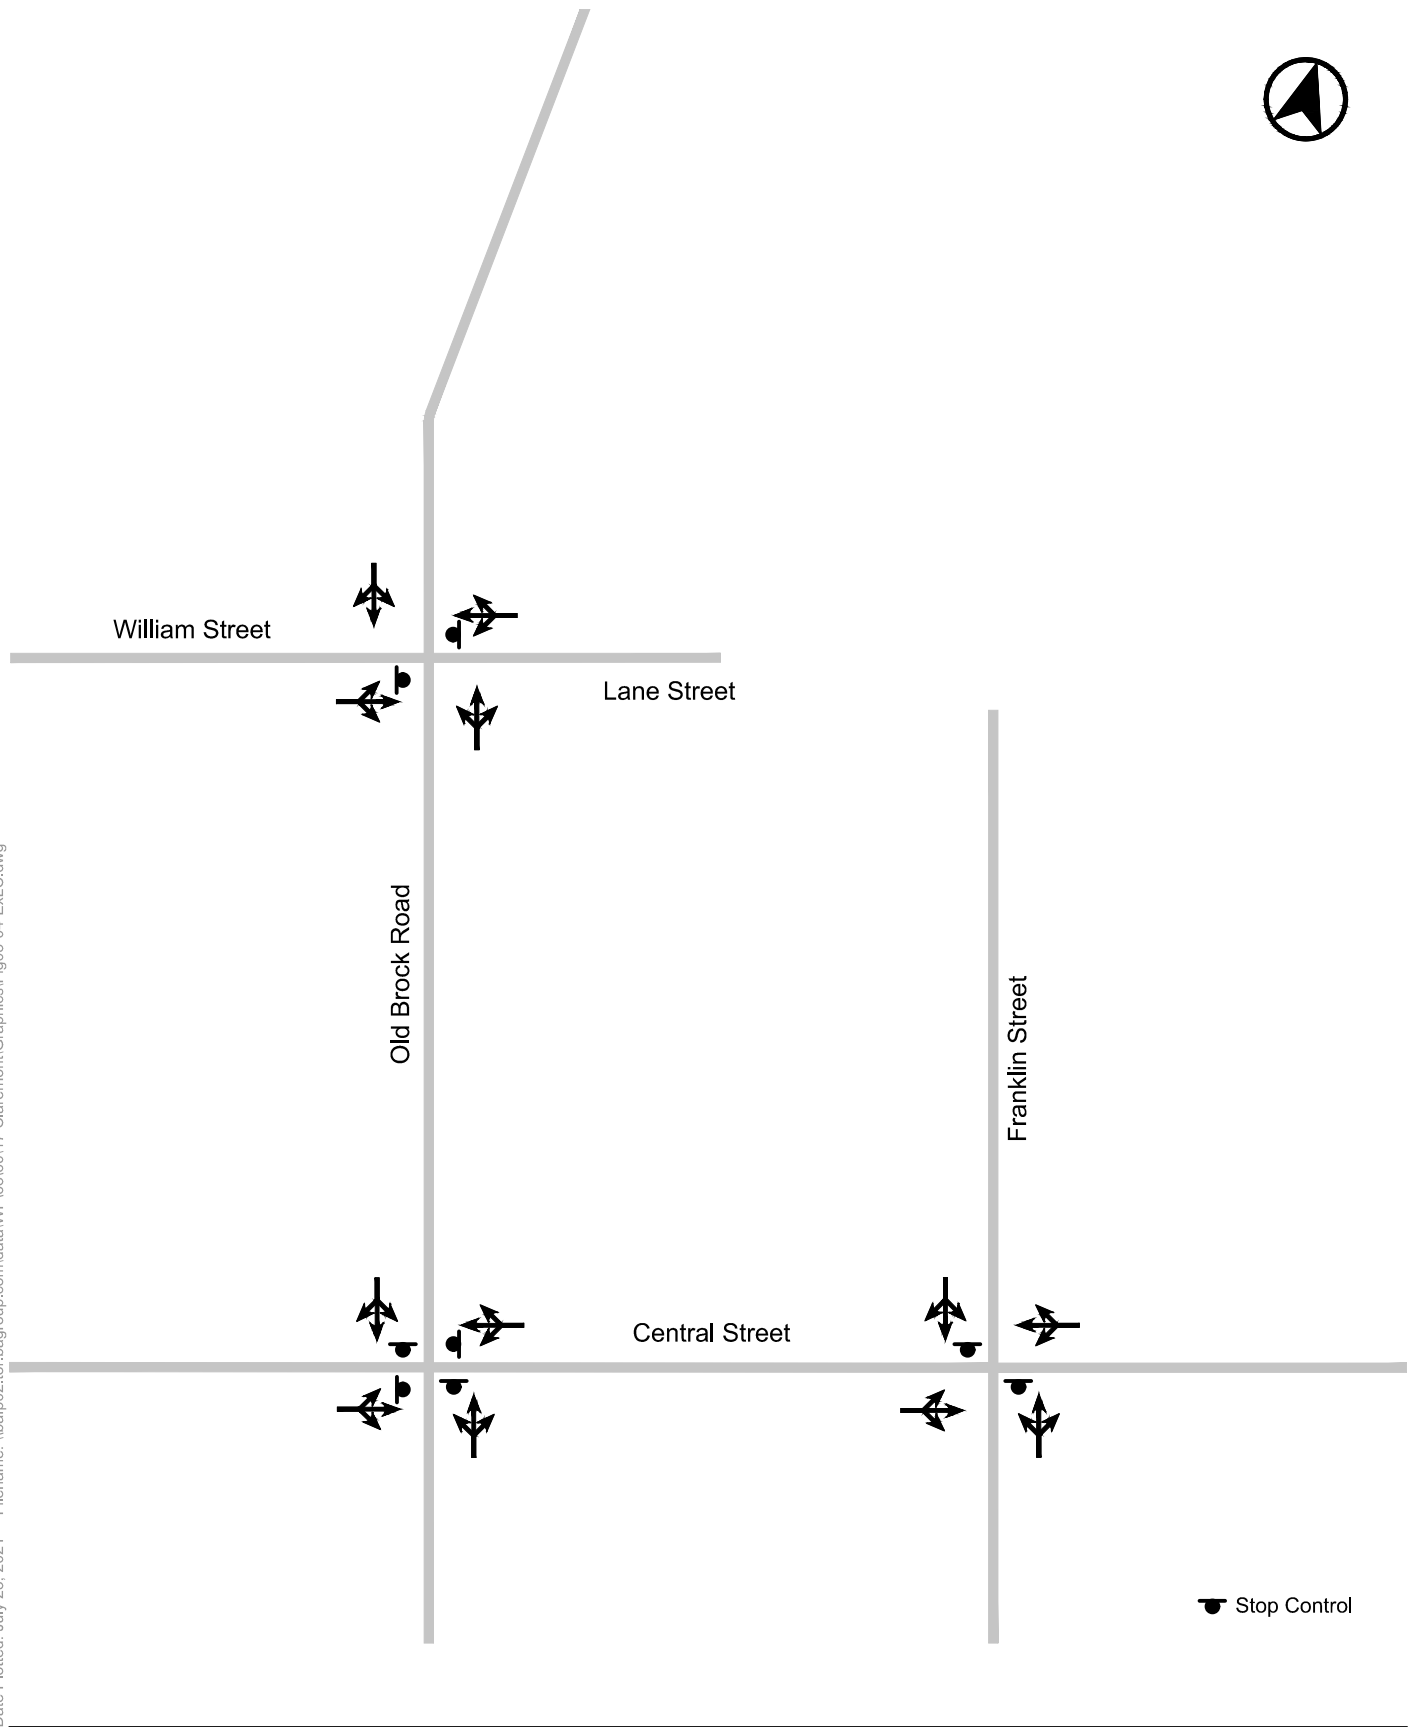 William Street
Lane Street
Old Brock Road
Franklin Street
Central Street
Stop Control